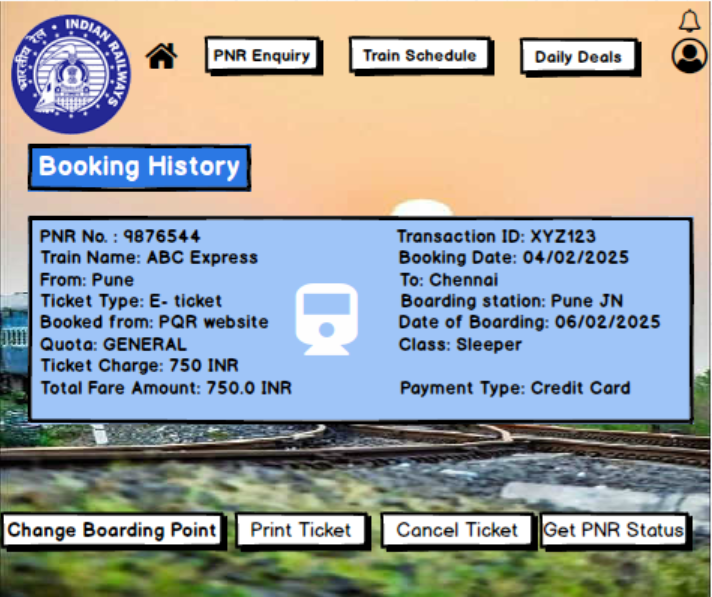 भारतीय रेल • INDIAN RAILWAYS
PNR Enquiry
Train Schedule
Daily Deals
Booking History
PNR No. : 9876544
Train Name: ABC Express
From: Pune
Ticket Type: E- ticket
Booked from: PQR website
Quota: GENERAL
Ticket Charge: 750 INR
Total Fare Amount: 750.0 INR
Transaction ID: XYZ123
Booking Date: 04/02/2025
To: Chennai
Boarding station: Pune JN
Date of Boarding: 06/02/2025
Class: Sleeper
Payment Type: Credit Card
Change Boarding Point
Print Ticket
Cancel Ticket
Get PNR Status